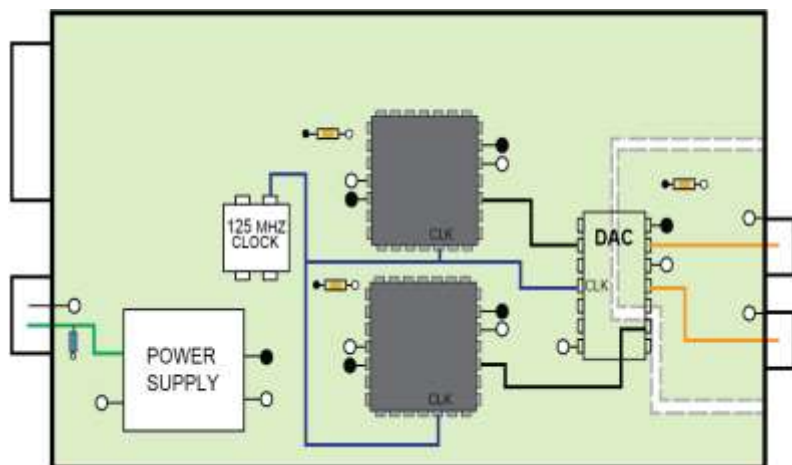 125 MHZ
CLOCK
CLK
DAC
CLK
POWER
SUPPLY
CLK